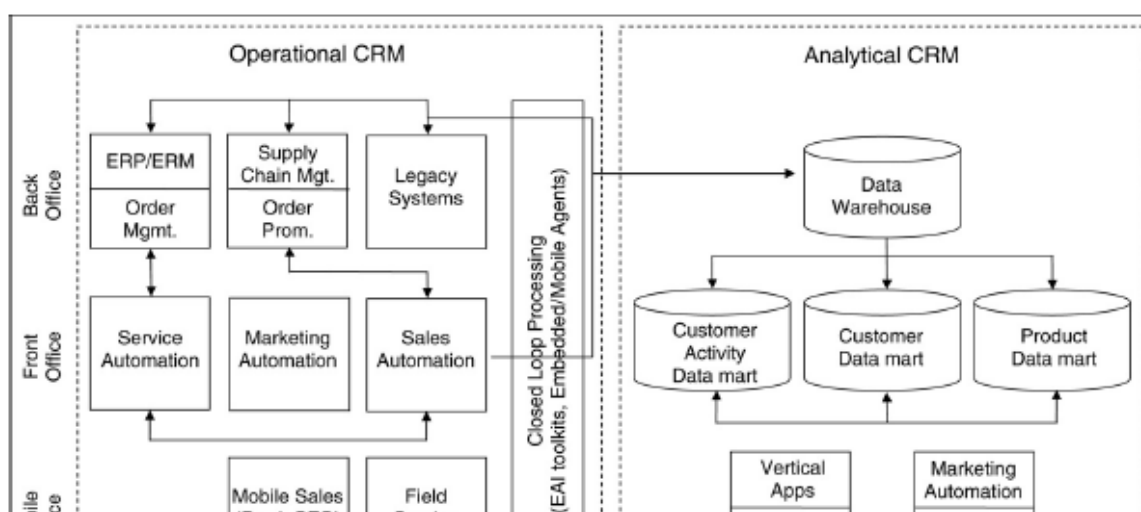 Operational CRM
Analytical CRM
Back
Office
ERP/ERM
Order
Mgmt.
Supply
Chain Mgt.
Order
Prom.
Legacy
Systems
Data
Warehouse
Closed Loop Processing
(EAI toolkits, Embedded/Mobile Agents)
Front
Office
Service
Automation
Marketing
Automation
Sales
Automation
Customer
Activity
Data mart
Customer
Data mart
Product
Data mart
Mobile Sales
Field
Vertical
Apps
Marketing
Automation